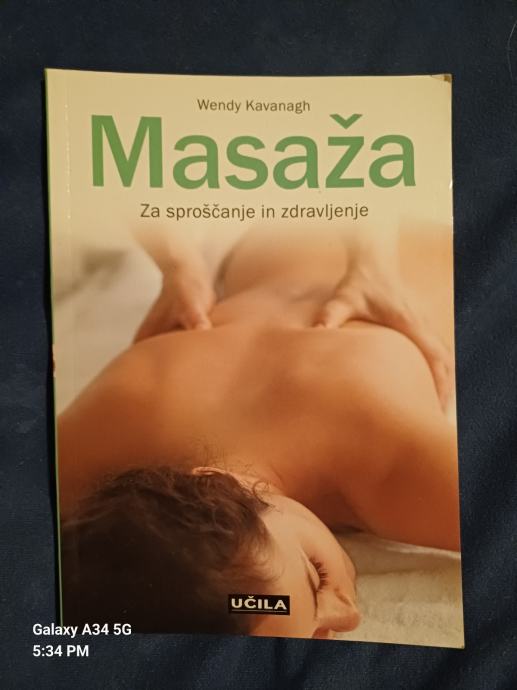 Wendy Kavanagh
Masaža
Za sproščanje in zdravljenje
UČILA
Galaxy A34 5G
5:34 PM